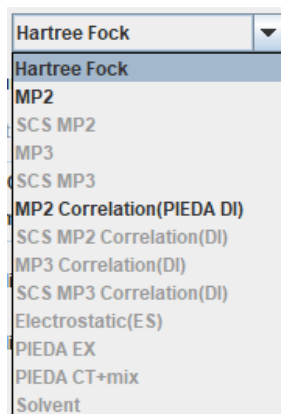 Hartree Fock
Hartree Fock
MP2
SCS MP2
MP3
SCS MP3
MP2 Correlation(PIEDA DI)
SCS MP2 Correlation(DI)
MP3 Correlation(DI)
SCS MP3 Correlation(DI)
Electrostatic(ES)
PIEDA EX
PIEDA CT+mix
Solvent